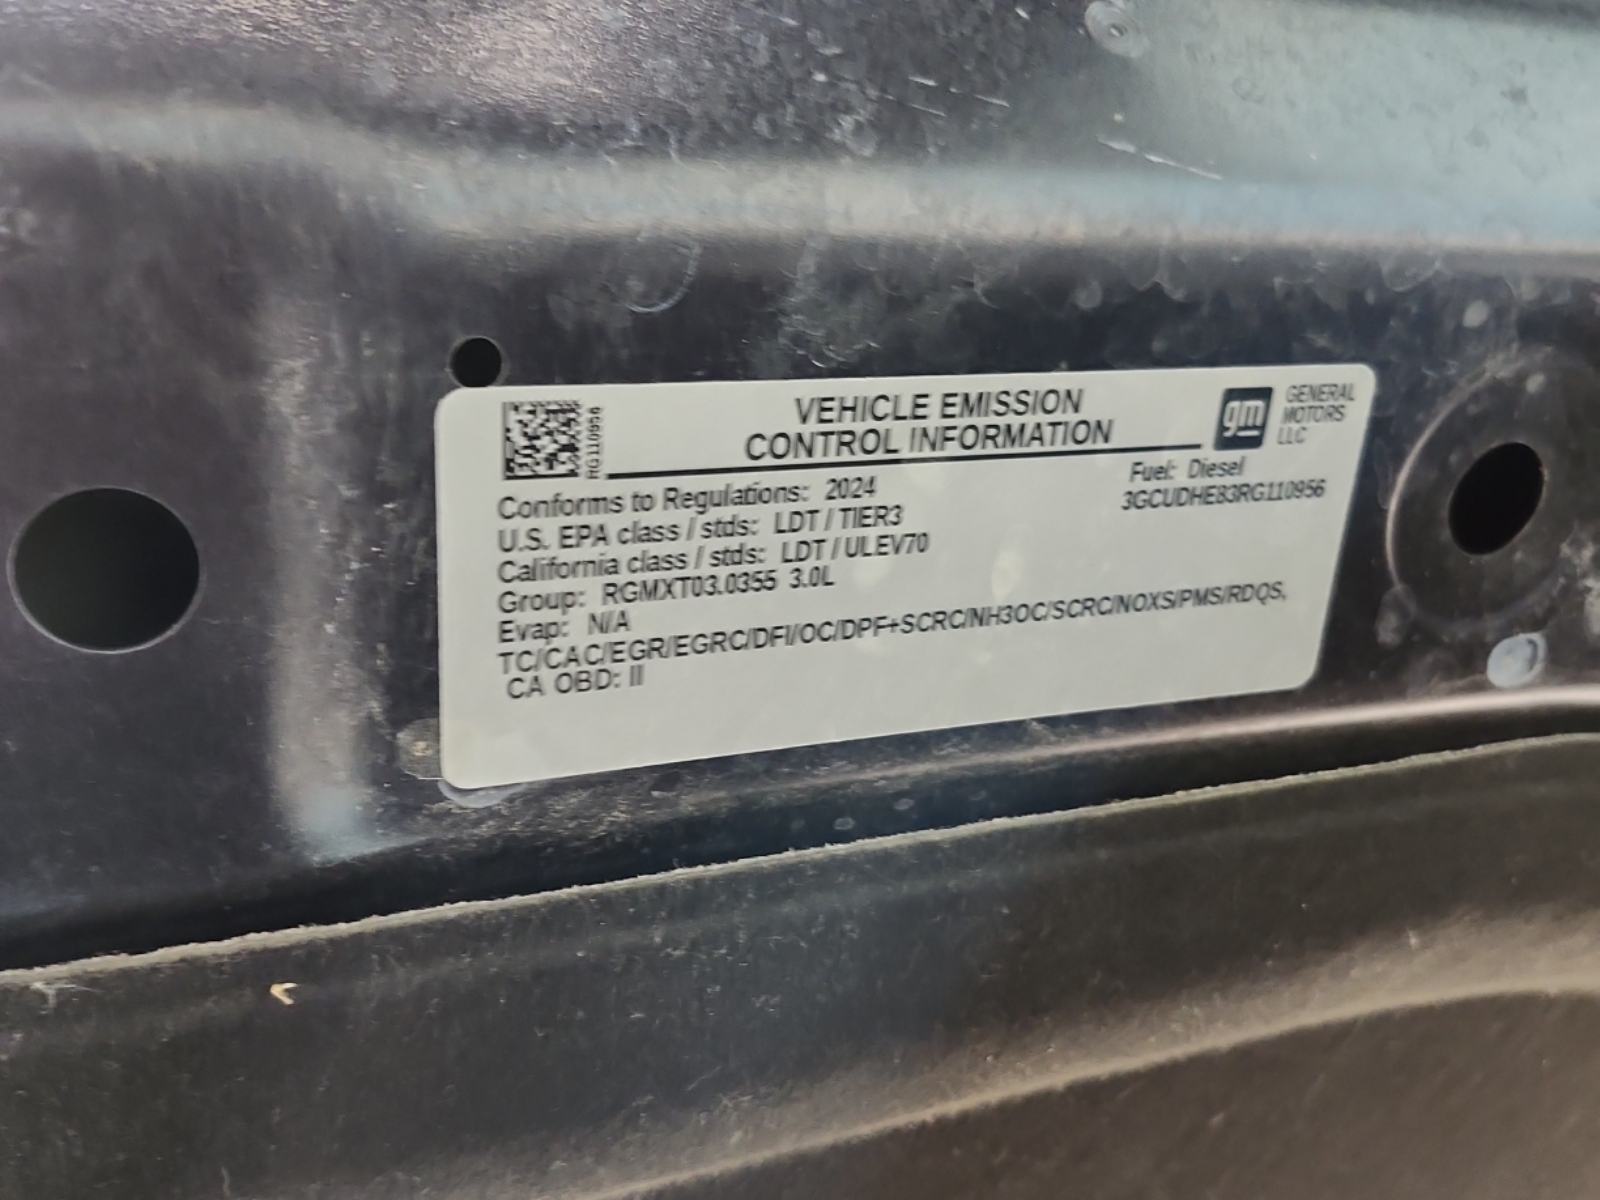 RG110956
VEHICLE EMISSION
CONTROL INFORMATION
gm
GENERAL
MOTORS
LLC
Fuel: Diesel
3GCUDHE83RG110956
Conforms to Regulations: 2024
U.S. EPA class / stds: LDT / TIER3
California class / stds: LDT / ULEV70
Group: RGMXT03.0355 3.0L
Evap: N/A
TC/CAC/EGR/EGRC/DFI/OC/DPF+SCRC/NH3OC/SCRC/NOXS/PMS/RDQS,
CA OBD: II